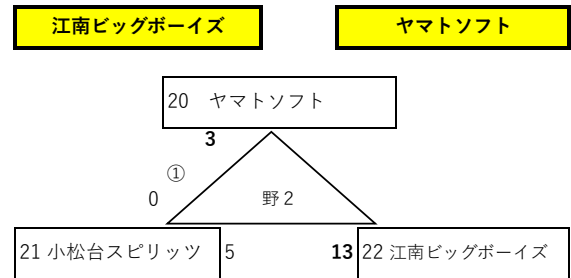 江南ビッグボーイズ
ヤマトソフト
20 ヤマトソフト
3
①
0
野2
21 小松台スピリッツ
5
13
22 江南ビッグボーイズ